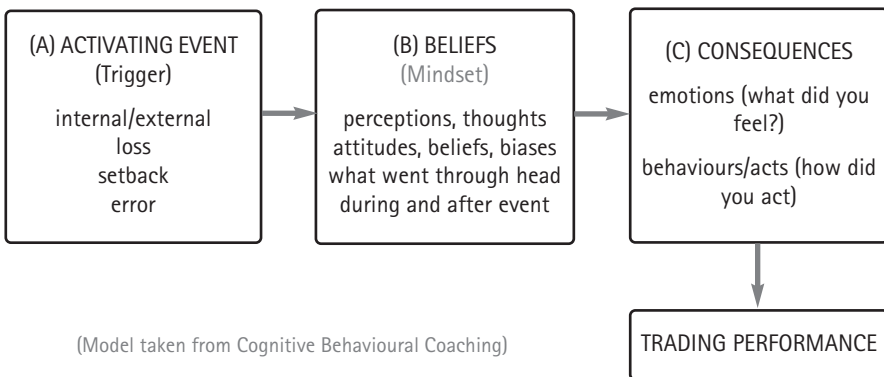 (A) ACTIVATING EVENT
(Trigger)
internal/external
loss
setback
error
(B) BELIEFS
(Mindset)
perceptions, thoughts
attitudes, beliefs, biases
what went through head
during and after event
(C) CONSEQUENCES
emotions (what did you
feel?)
behaviours/acts (how did
you act)
TRADING PERFORMANCE
(Model taken from Cognitive Behavioural Coaching)